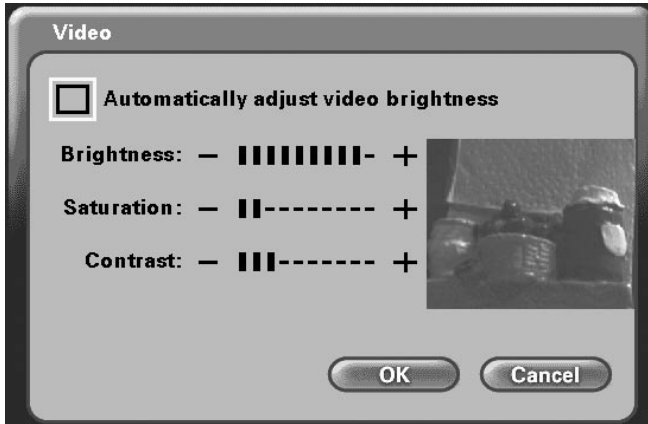 Video
Automatically adjust video brightness
Brightness: – +
Saturation: – +
Contrast: – +
OK Cancel